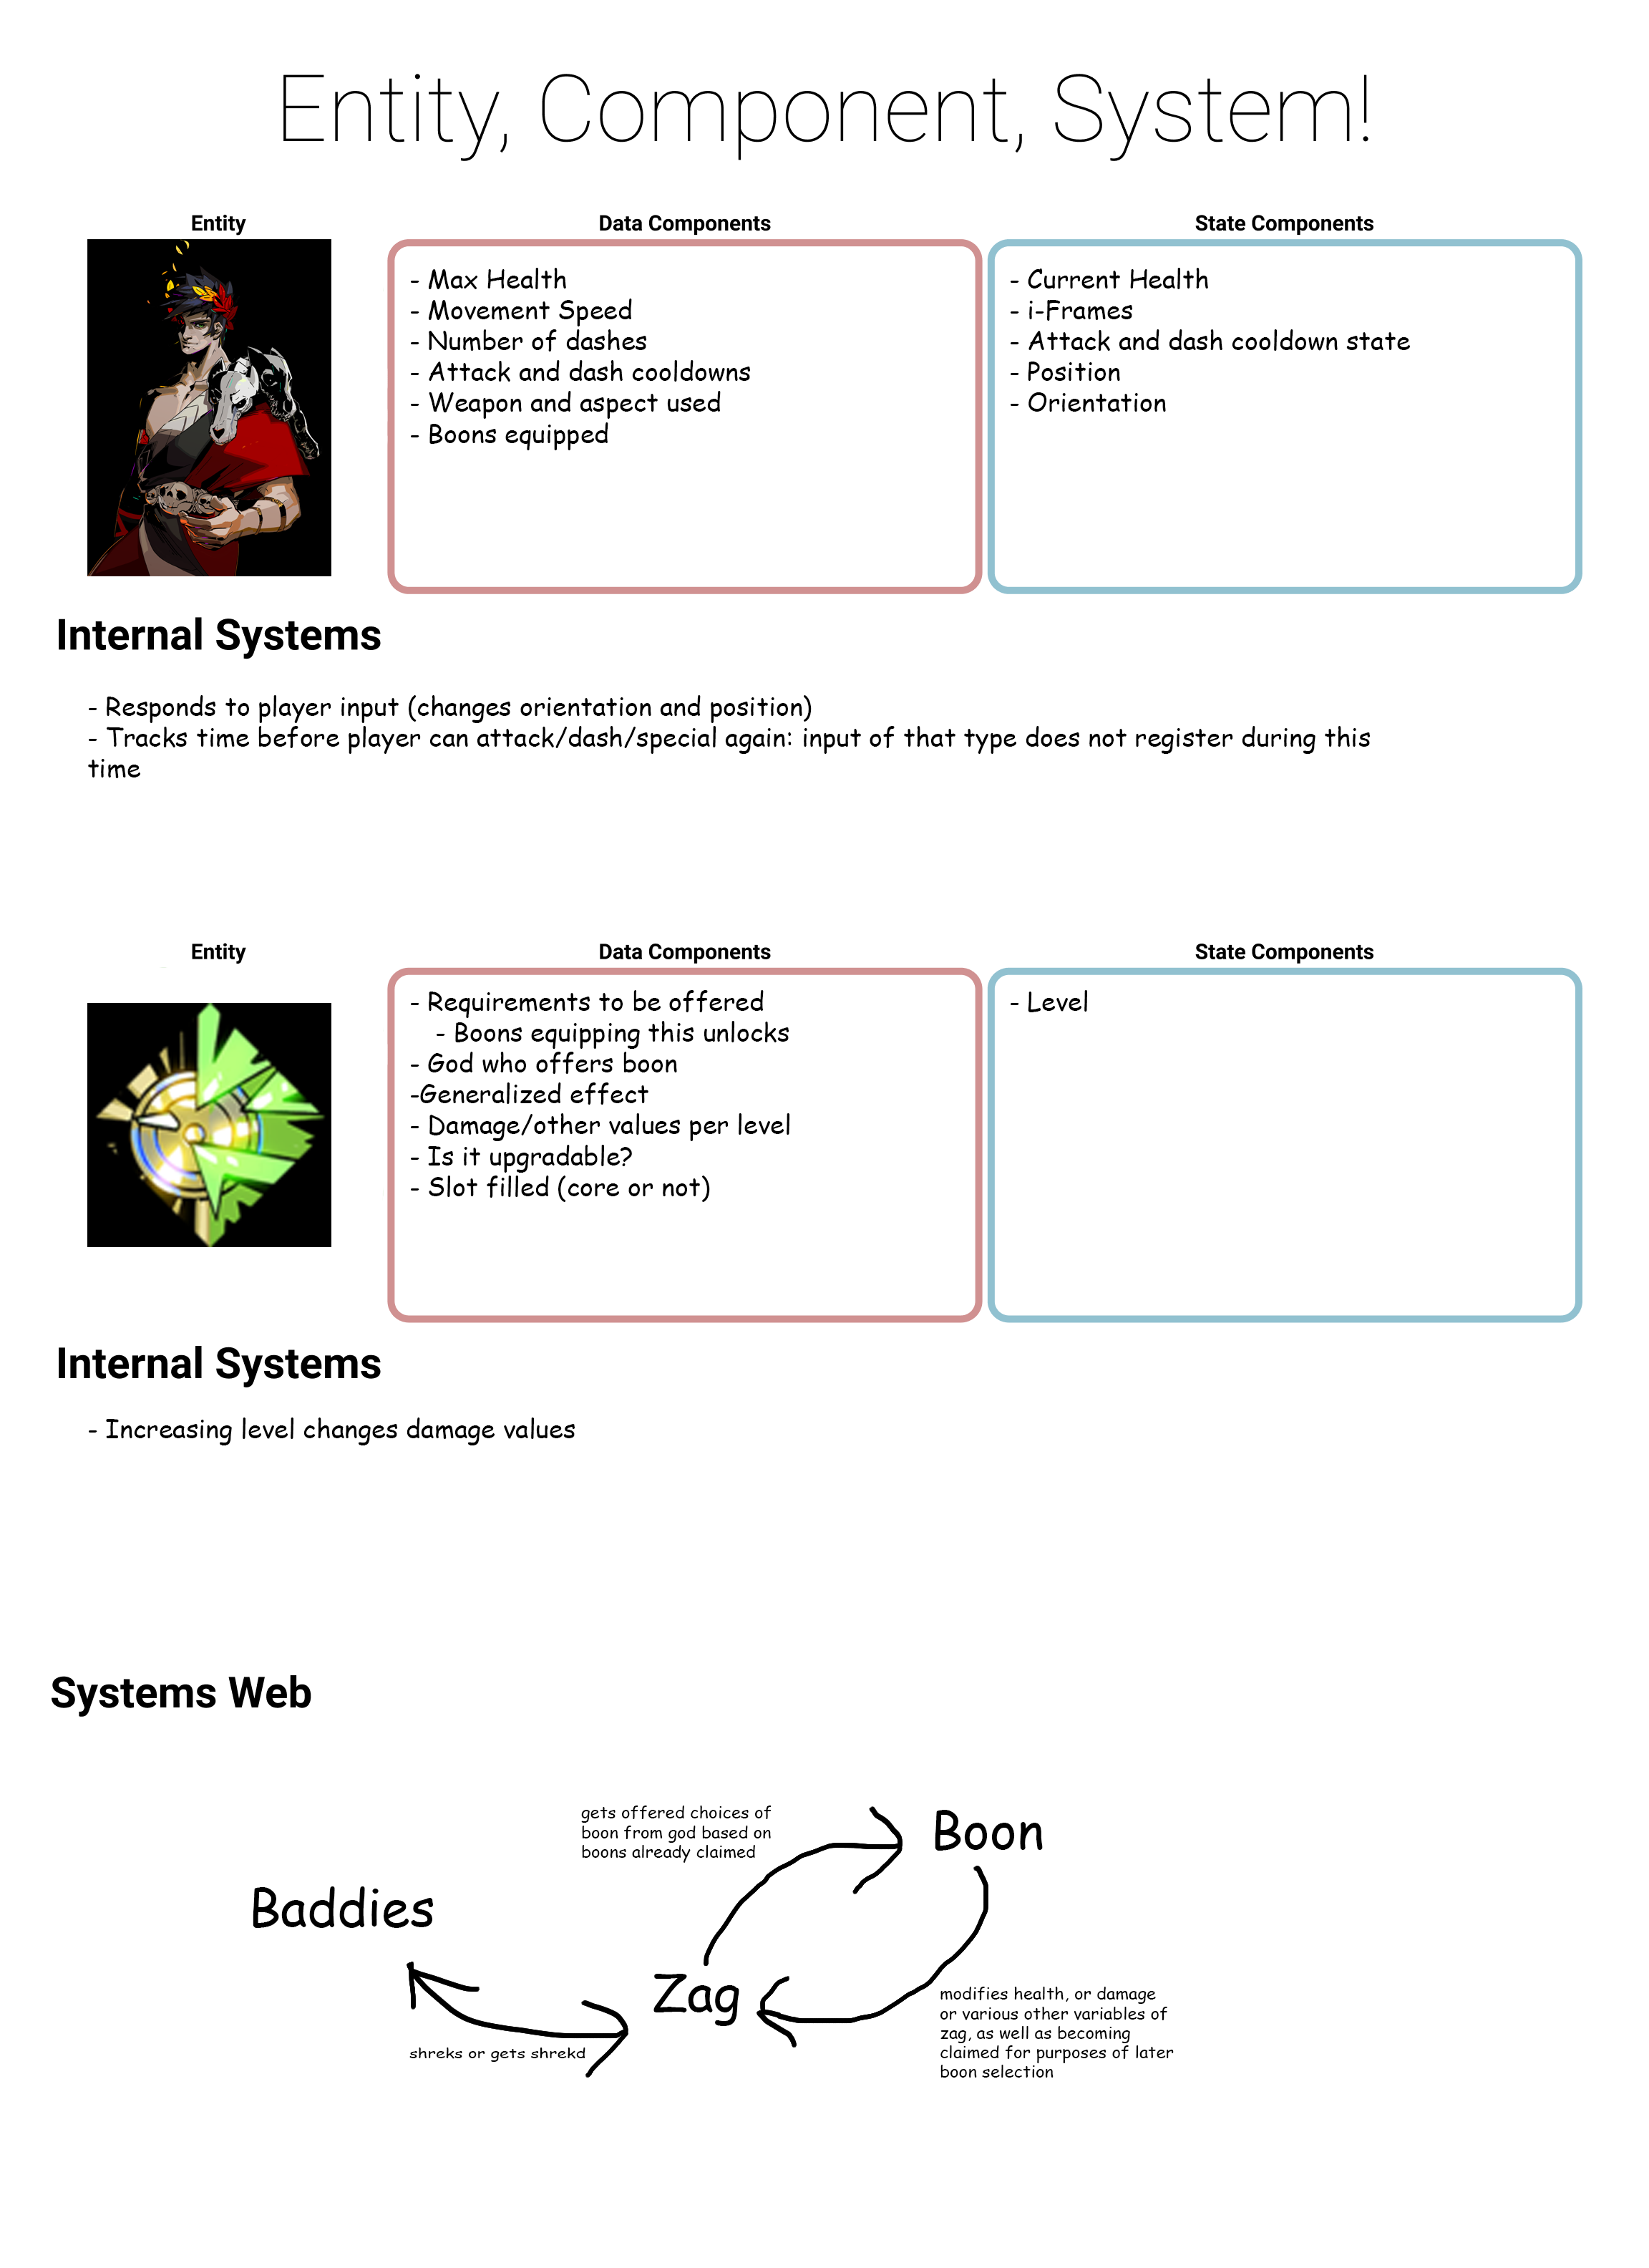 Entity, Component, System!
Entity
Data Components
State Components
- Max Health
- Movement Speed
- Number of dashes
- Attack and dash cooldowns
- Weapon and aspect used
- Boons equipped
- Current Health
- i-Frames
- Attack and dash cooldown state
- Position
- Orientation
Internal Systems
- Responds to player input (changes orientation and position)
- Tracks time before player can attack/dash/special again: input of that type does not register during this
time
Entity
Data Components
State Components
- Requirements to be offered
- Boons equipping this unlocks
- God who offers boon
-Generalized effect
- Damage/other values per level
- Is it upgradable?
- Slot filled (core or not)
- Level
Internal Systems
- Increasing level changes damage values
Systems Web
gets offered choices of
boon from god based on
boons already claimed
Boon
Baddies
Zag
modifies health, or damage
or various other variables of
zag, as well as becoming
claimed for purposes of later
boon selection
shreks or gets shrekd